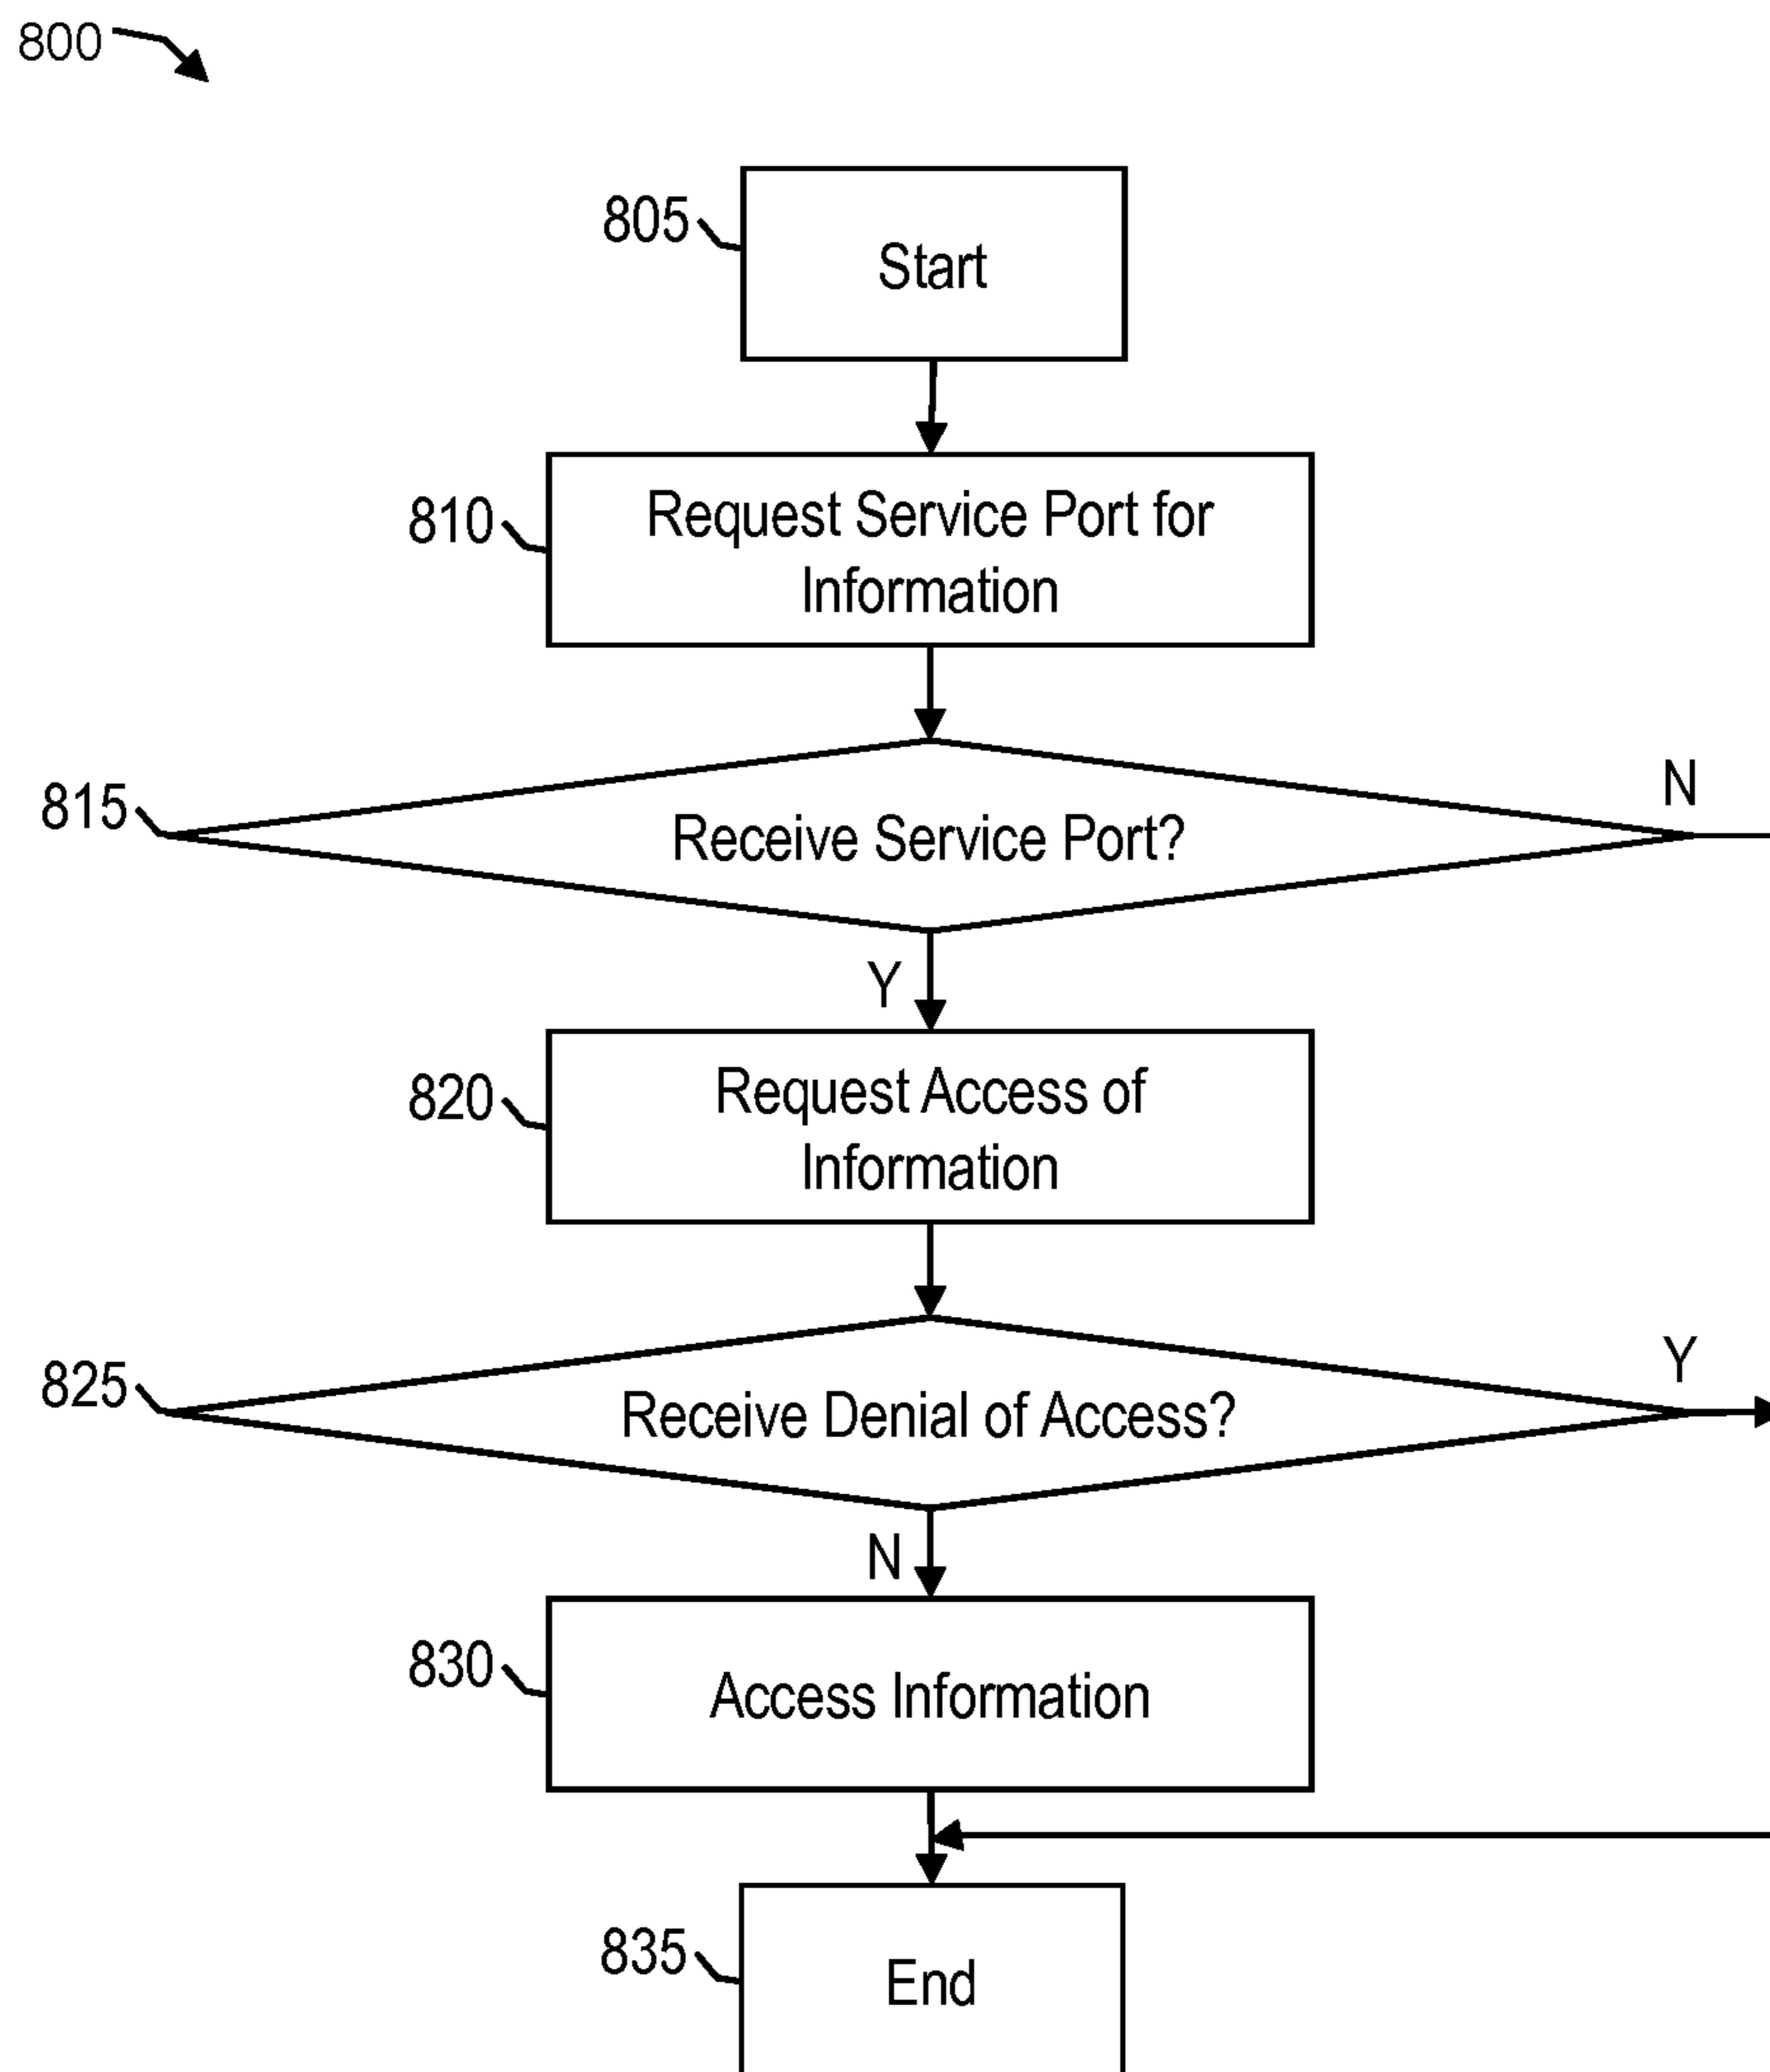 800
805
Start
810
Request Service Port for
Information
815
Receive Service Port?
N
Y
820
Request Access of
Information
825
Receive Denial of Access?
Y
N
830
Access Information
835
End